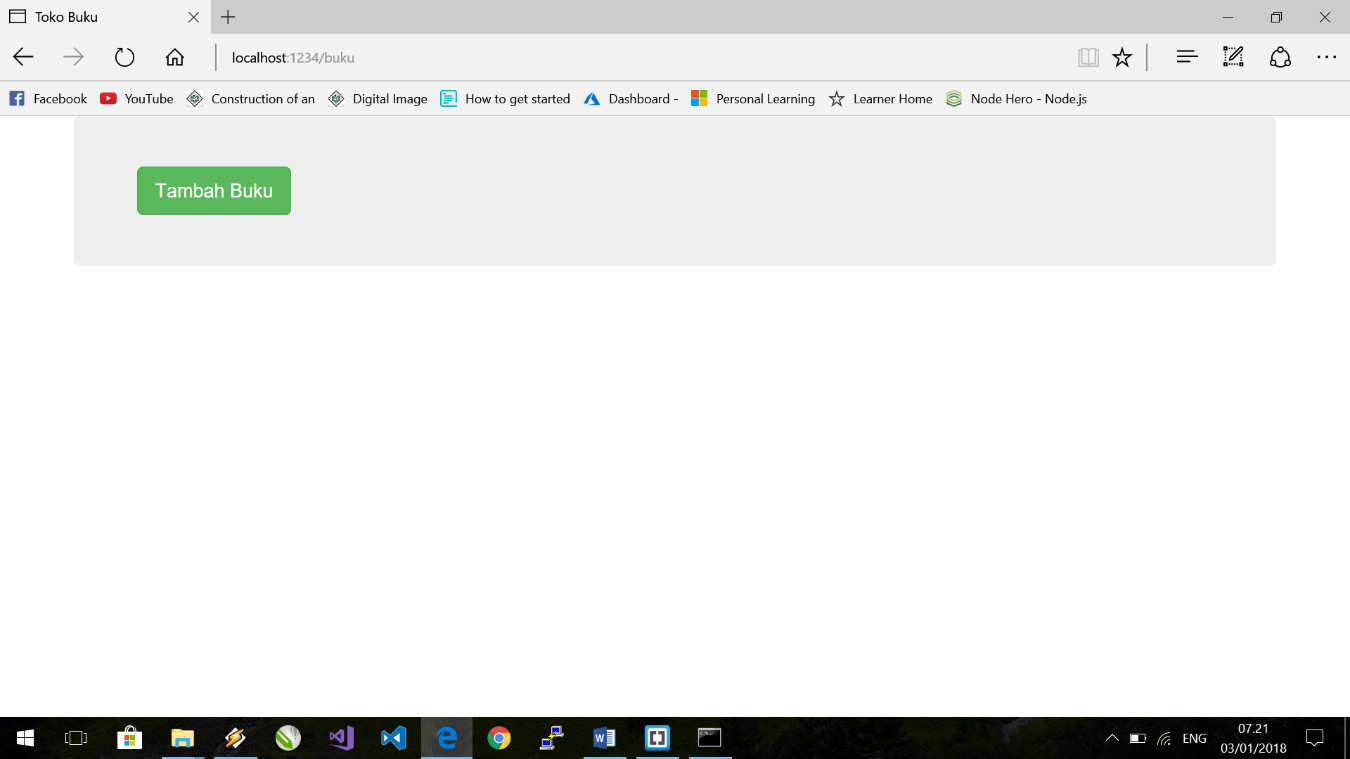 Toko Buku
localhost:1234/buku
Facebook YouTube Construction of an Digital Image How to get started Dashboard - Personal Learning Learner Home Node Hero - Node.js
Tambah Buku
07.21
ENG
03/01/2018